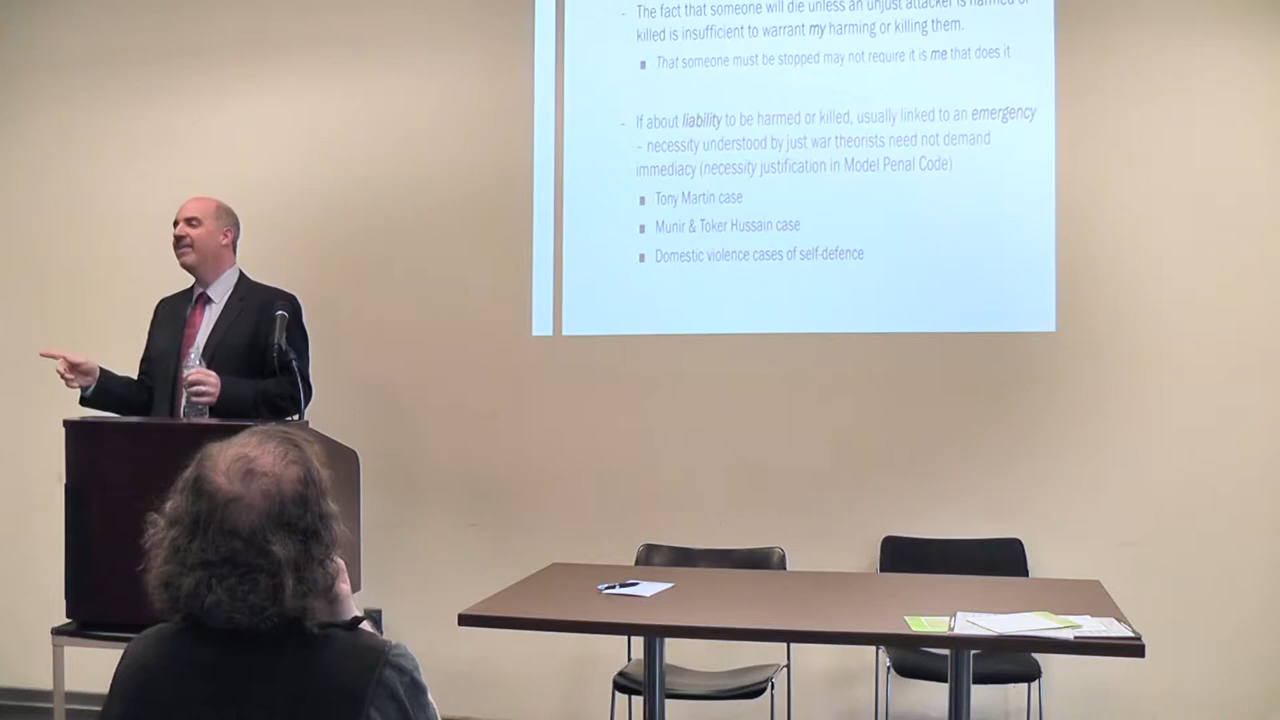 - The fact that someone will die unless an unjust attacker is harmed or
killed is insufficient to warrant my harming or killing them.
▪ That someone must be stopped may not require it is me that does it
- If about liability to be harmed or killed, usually linked to an emergency
– necessity understood by just war theorists need not demand
immediacy (necessity justification in Model Penal Code)
▪ Tony Martin case
▪ Munir & Toker Hussain case
▪ Domestic violence cases of self-defence